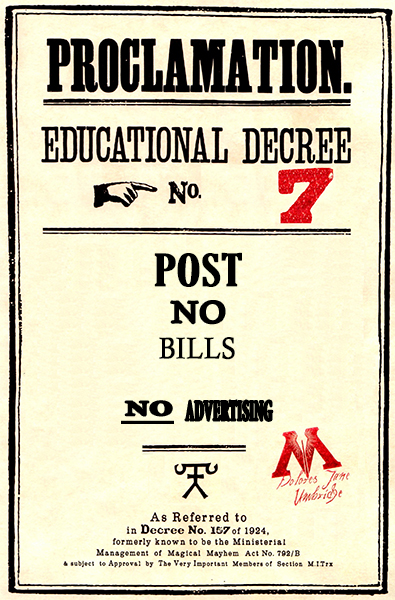 PROCLAMATION.
EDUCATIONAL DECREE
No. 7
POST
NO
BILLS
NO ADVERTISING
M
Dolores Jane
Umbridge
As Referred to
in Decree No. 157 of 1924,
formerly known to be the Ministerial
Management of Magical Mayhem Act No. 792/B
& subject to Approval by The Very Important Members of Section M.I.Trx